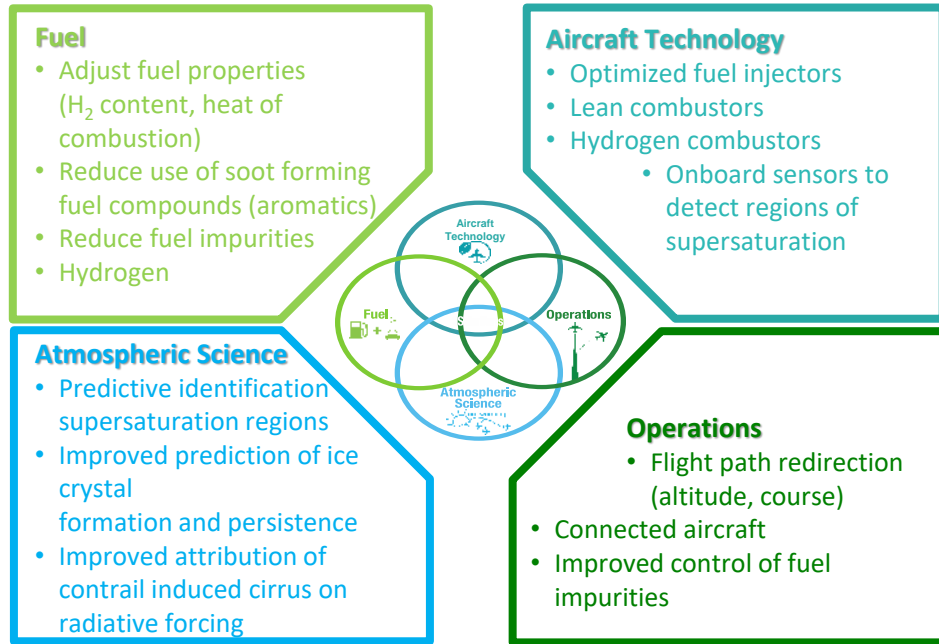 Fuel
• Adjust fuel properties
(H₂ content, heat of
combustion)
• Reduce use of soot forming
fuel compounds (aromatics)
• Reduce fuel impurities
• Hydrogen
Aircraft Technology
• Optimized fuel injectors
• Lean combustors
• Hydrogen combustors
• Onboard sensors to
detect regions of
supersaturation
Aircraft
Technology
Fuel
Operations
Atmospheric
Science
Atmospheric Science
• Predictive identification
supersaturation regions
• Improved prediction of ice
crystal
formation and persistence
• Improved attribution of
contrail induced cirrus on
radiative forcing
Operations
• Flight path redirection
(altitude, course)
• Connected aircraft
• Improved control of fuel
impurities